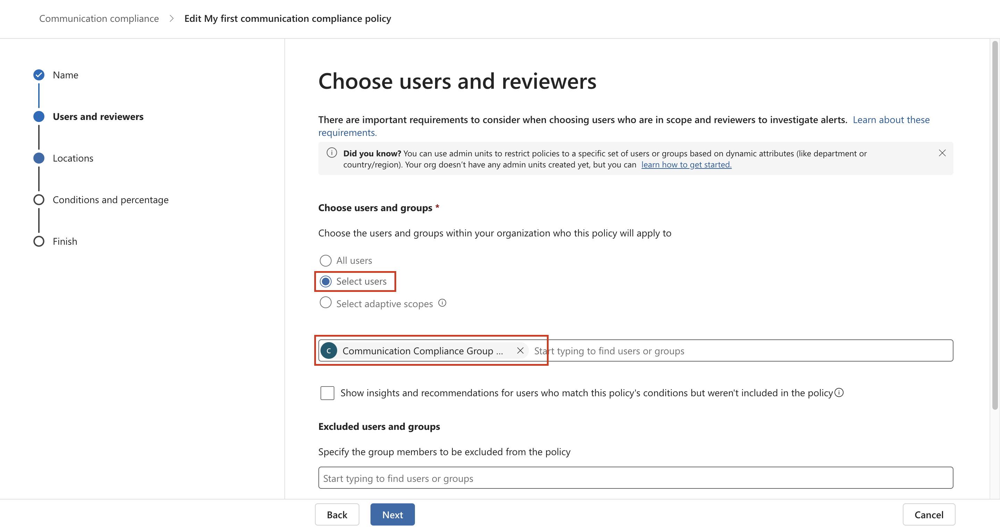 Communication compliance > Edit My first communication compliance policy
Name
Users and reviewers
Locations
Conditions and percentage
Finish
Choose users and reviewers
There are important requirements to consider when choosing users who are in scope and reviewers to investigate alerts. Learn about these
requirements.
Did you know? You can use admin units to restrict policies to a specific set of users or groups based on dynamic attributes (like department or
country/region). Your org doesn’t have any admin units created yet, but you can learn how to get started.
Choose users and groups *
Choose the users and groups within your organization who this policy will apply to
All users
Select users
Select adaptive scopes
C Communication Compliance Group ... Start typing to find users or groups
Show insights and recommendations for users who match this policy's conditions but weren't included in the policy
Excluded users and groups
Specify the group members to be excluded from the policy
Start typing to find users or groups
Back Next Cancel